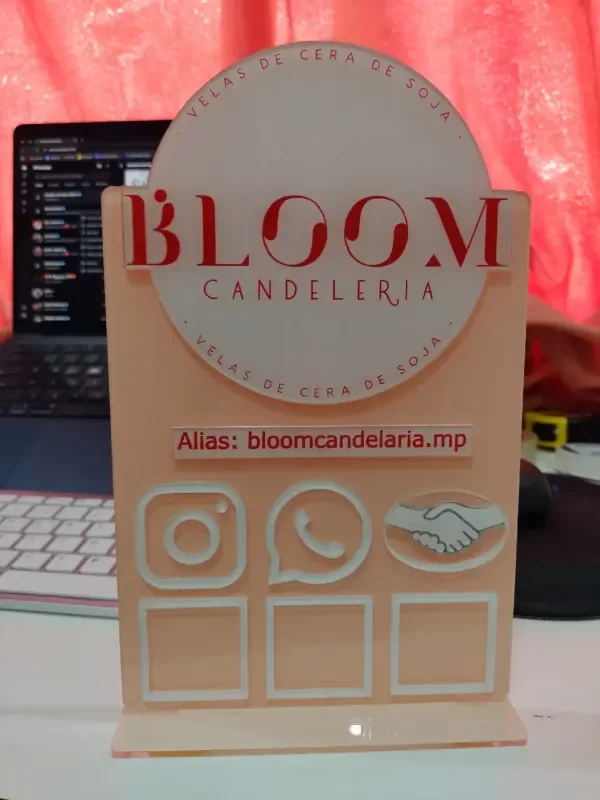 · VELAS DE CERA DE SOJA ·
BLOOM
CANDELERIA
· VELAS DE CERA DE SOJA ·
Alias: bloomcandelaria.mp